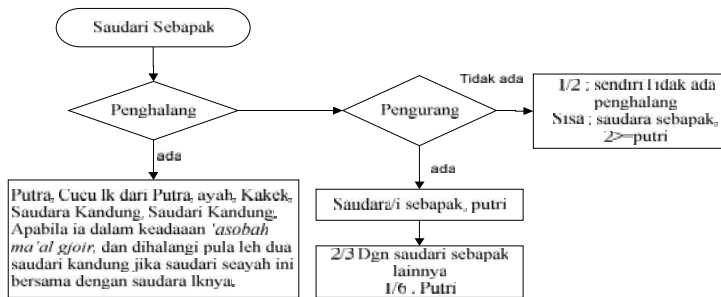 Saudari Sebapak
Penghalang
Pengurang
Tidak ada
1/2 ; sendiri Tidak ada
penghalang
Sisa ; saudara sebapak,
2>=putri
ada
ada
Putra, Cucu lk dari Putra, ayah, Kakek,
Saudara Kandung, Saudari Kandung,
Apabila ia dalam keadaaan 'asobah
ma'al gjoir, dan dihalangi pula leh dua
saudari kandung jika saudari seayah ini
bersama dengan saudara lknya.
Saudara/i sebapak, putri
2/3 Dgn saudari sebapak
lainnya
1/6 . Putri